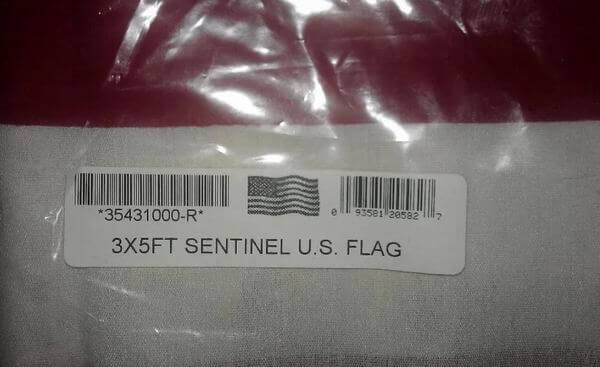 *35431000-R*
0 93581 20582 7
3X5FT SENTINEL U.S. FLAG